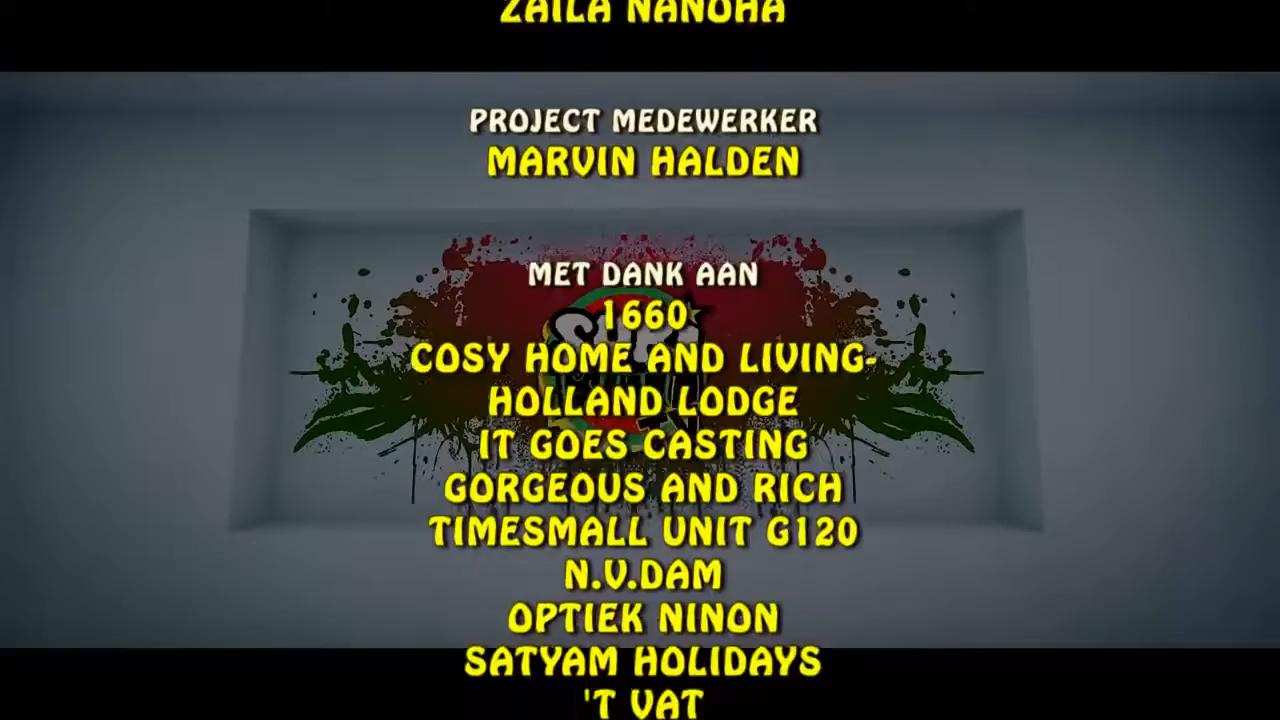 ZAILA NANOHA
PROJECT MEDEWERKER
MARVIN HALDEN
MET DANK AAN
1660
COSY HOME AND LIVING-
HOLLAND LODGE
IT GOES CASTING
GORGEOUS AND RICH
TIMESMALL UNIT G120
N.V.DAM
OPTIEK NINON
SATYAM HOLIDAYS
'T VAT